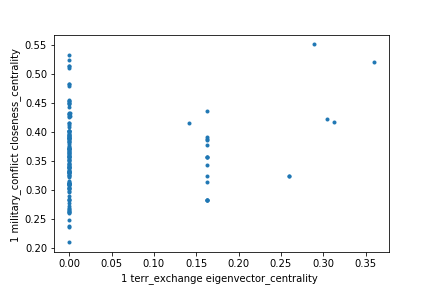 0.55
0.50
0.45
0.40
0.35
0.30
0.25
0.20
1 military_conflict closeness_centrality
0.00 0.05 0.10 0.15 0.20 0.25 0.30 0.35
1 terr_exchange eigenvector_centrality